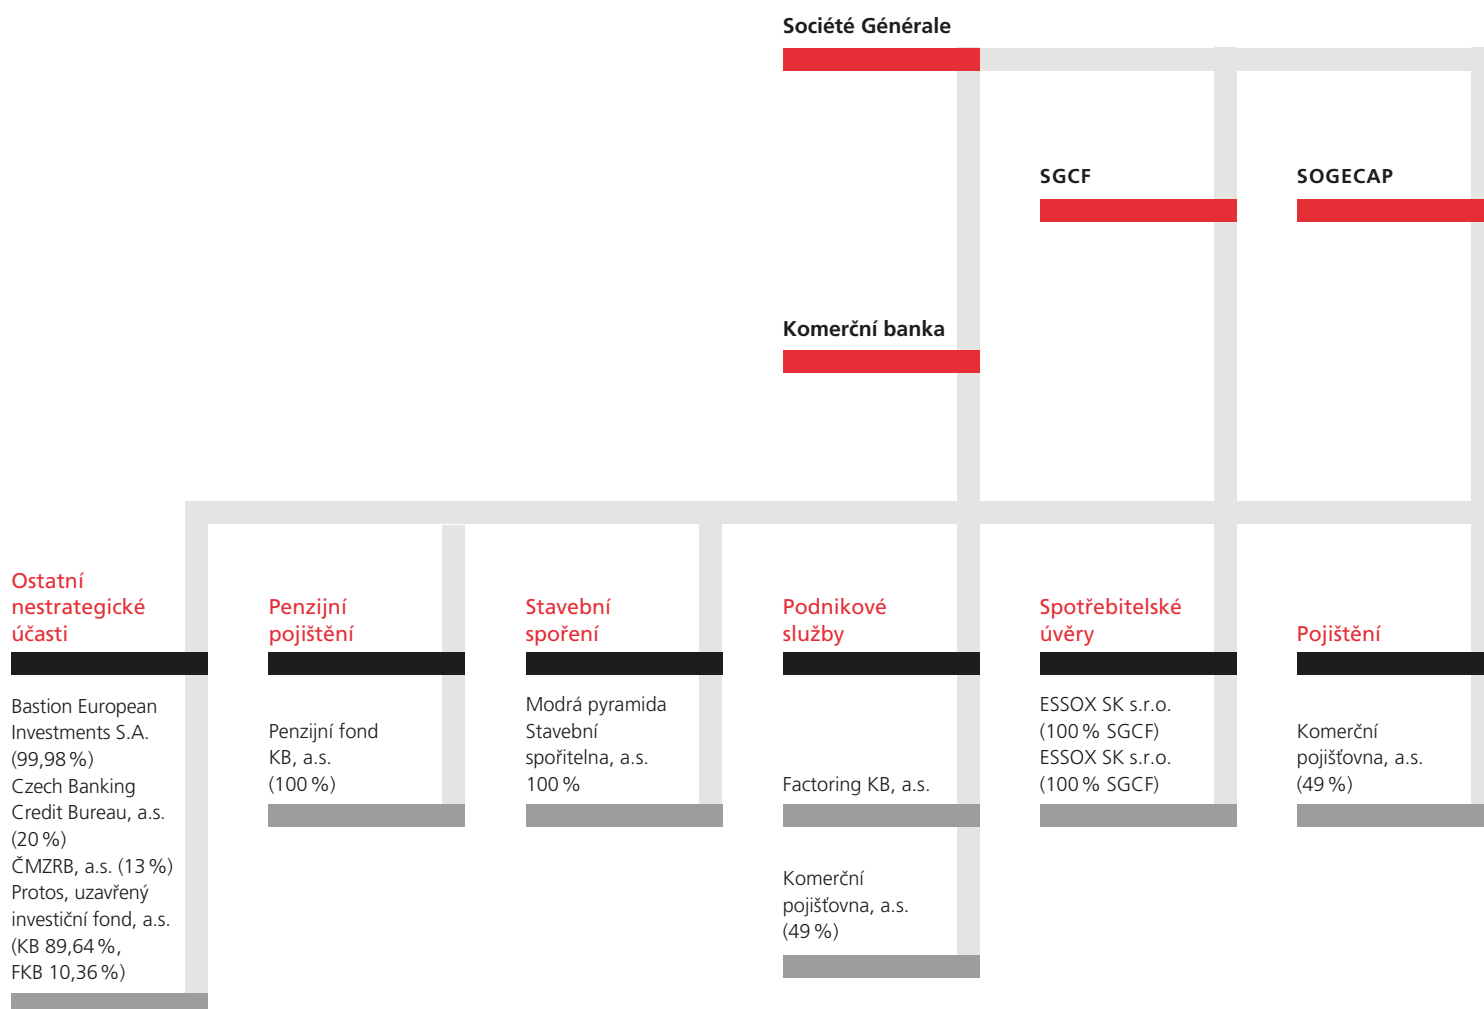 Société Générale
SGCF
SOGECAP
Komerční banka
Ostatní
nestrategické
účasti
Bastion European
Investments S.A.
(99,98 %)
Czech Banking
Credit Bureau, a.s.
(20 %)
ČMZRB, a.s. (13 %)
Protos, uzavřený
investiční fond, a.s.
(KB 89,64 %,
FKB 10,36 %)
Penzijní
pojištění
Penzijní fond
KB, a.s.
(100 %)
Stavební
spoření
Modrá pyramida
Stavební
spořitelna, a.s.
100 %
Podnikové
služby
Factoring KB, a.s.
Komerční
pojišťovna, a.s.
(49 %)
Spotřebitelské
úvěry
ESSOX SK s.r.o.
(100 % SGCF)
ESSOX SK s.r.o.
(100 % SGCF)
Pojištění
Komerční
pojišťovna, a.s.
(49 %)